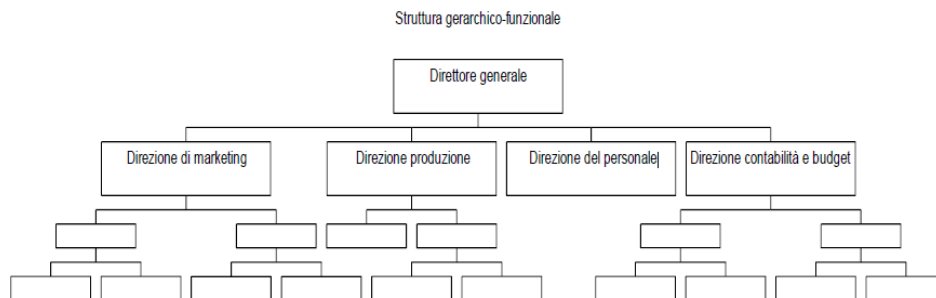 Struttura gerarchico-funzionale
Direttore generale
Direzione di marketing
Direzione produzione
Direzione del personale
Direzione contabilità e budget